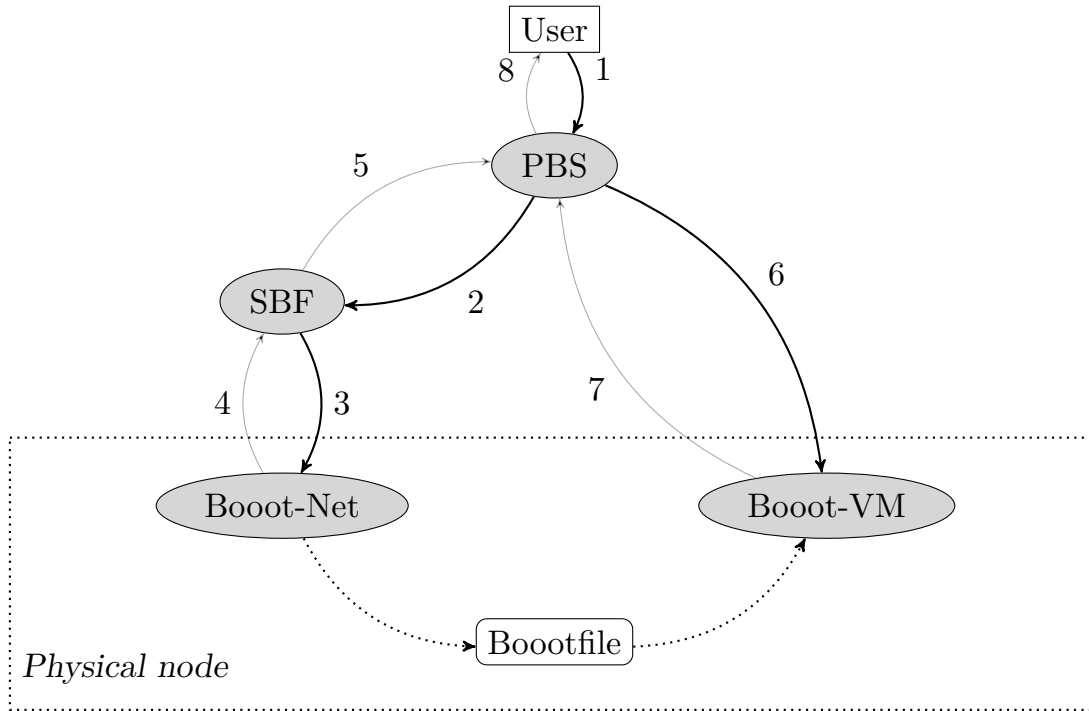 User
8
1
PBS
5
6
SBF
2
7
4
3
Booot-Net
Booot-VM
Boootfile
Physical node